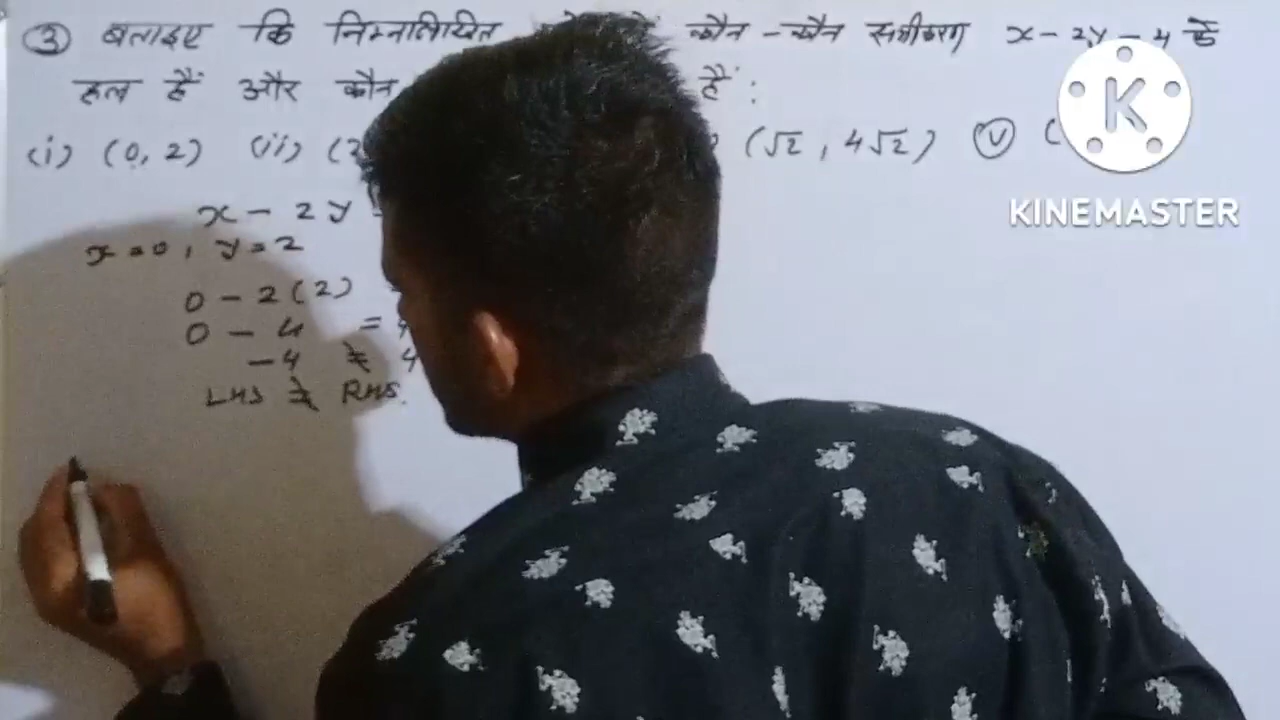 ③ बताइए कि निम्नलिखित कौन - कौन समीकरण x - 2y - 4 के
हल हैं और कौन हैं :
(i) (0, 2) (ii) (2 (√2, 4√2) ⓥ (
x - 2y
x = 0, y = 2
0 - 2(2)
0 - 4 = 4
-4 ≠ 4
LHS ≠ RHS.
K
KINEMASTER